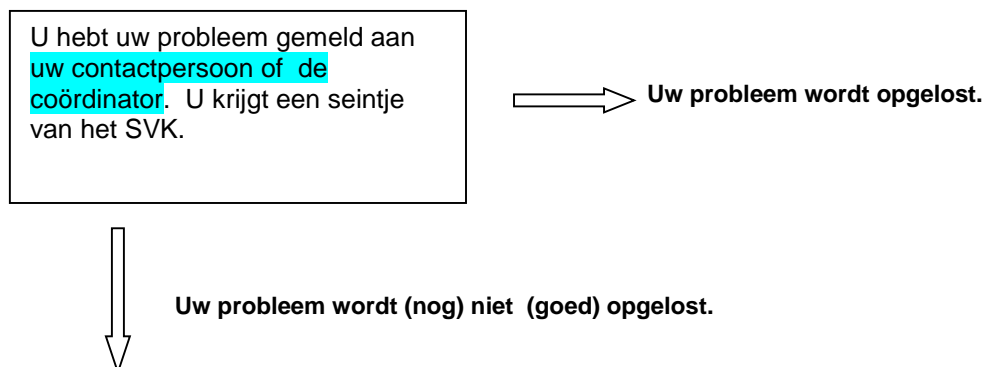 U hebt uw probleem gemeld aan
uw contactpersoon of  de
coördinator.  U krijgt een seintje
van het SVK.
Uw probleem wordt opgelost.
Uw probleem wordt (nog) niet  (goed) opgelost.